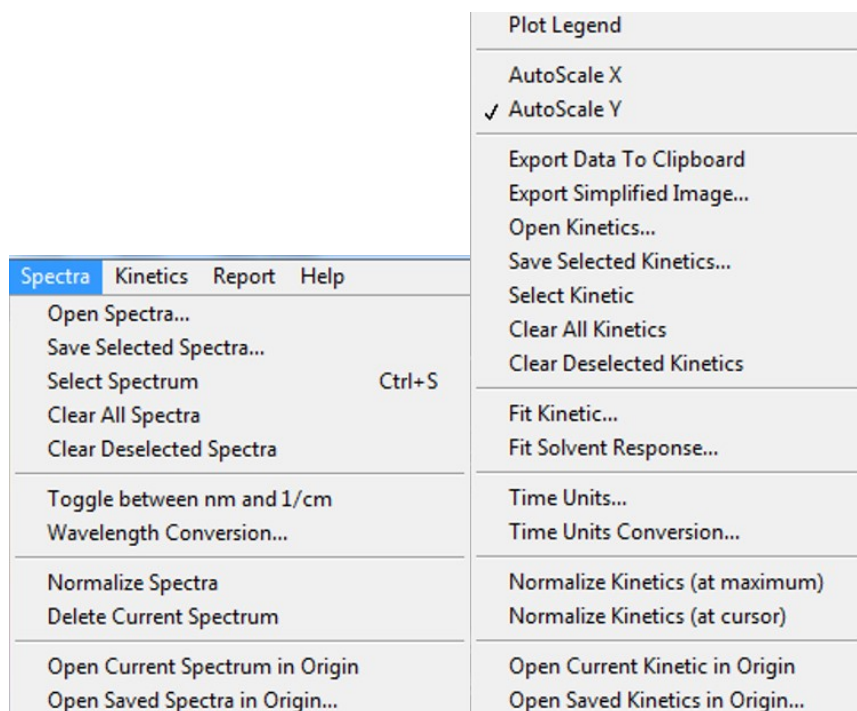 Spectra Kinetics Report Help
Open Spectra...
Save Selected Spectra...
Select Spectrum Ctrl+S
Clear All Spectra
Clear Deselected Spectra
Toggle between nm and 1/cm
Wavelength Conversion...
Normalize Spectra
Delete Current Spectrum
Open Current Spectrum in Origin
Open Saved Spectra in Origin...
Plot Legend
AutoScale X
✓ AutoScale Y
Export Data To Clipboard
Export Simplified Image...
Open Kinetics...
Save Selected Kinetics...
Select Kinetic
Clear All Kinetics
Clear Deselected Kinetics
Fit Kinetic...
Fit Solvent Response...
Time Units...
Time Units Conversion...
Normalize Kinetics (at maximum)
Normalize Kinetics (at cursor)
Open Current Kinetic in Origin
Open Saved Kinetics in Origin...